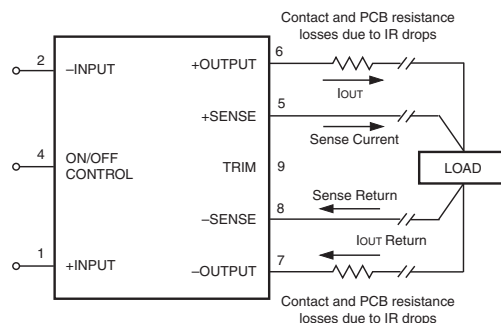 Contact and PCB resistance
losses due to IR drops
2
–INPUT
+OUTPUT
6
IOUT
5
+SENSE
Sense Current
4
ON/OFF
CONTROL
TRIM
9
LOAD
Sense Return
–SENSE
8
IOUT Return
1
+INPUT
–OUTPUT
7
Contact and PCB resistance
losses due to IR drops